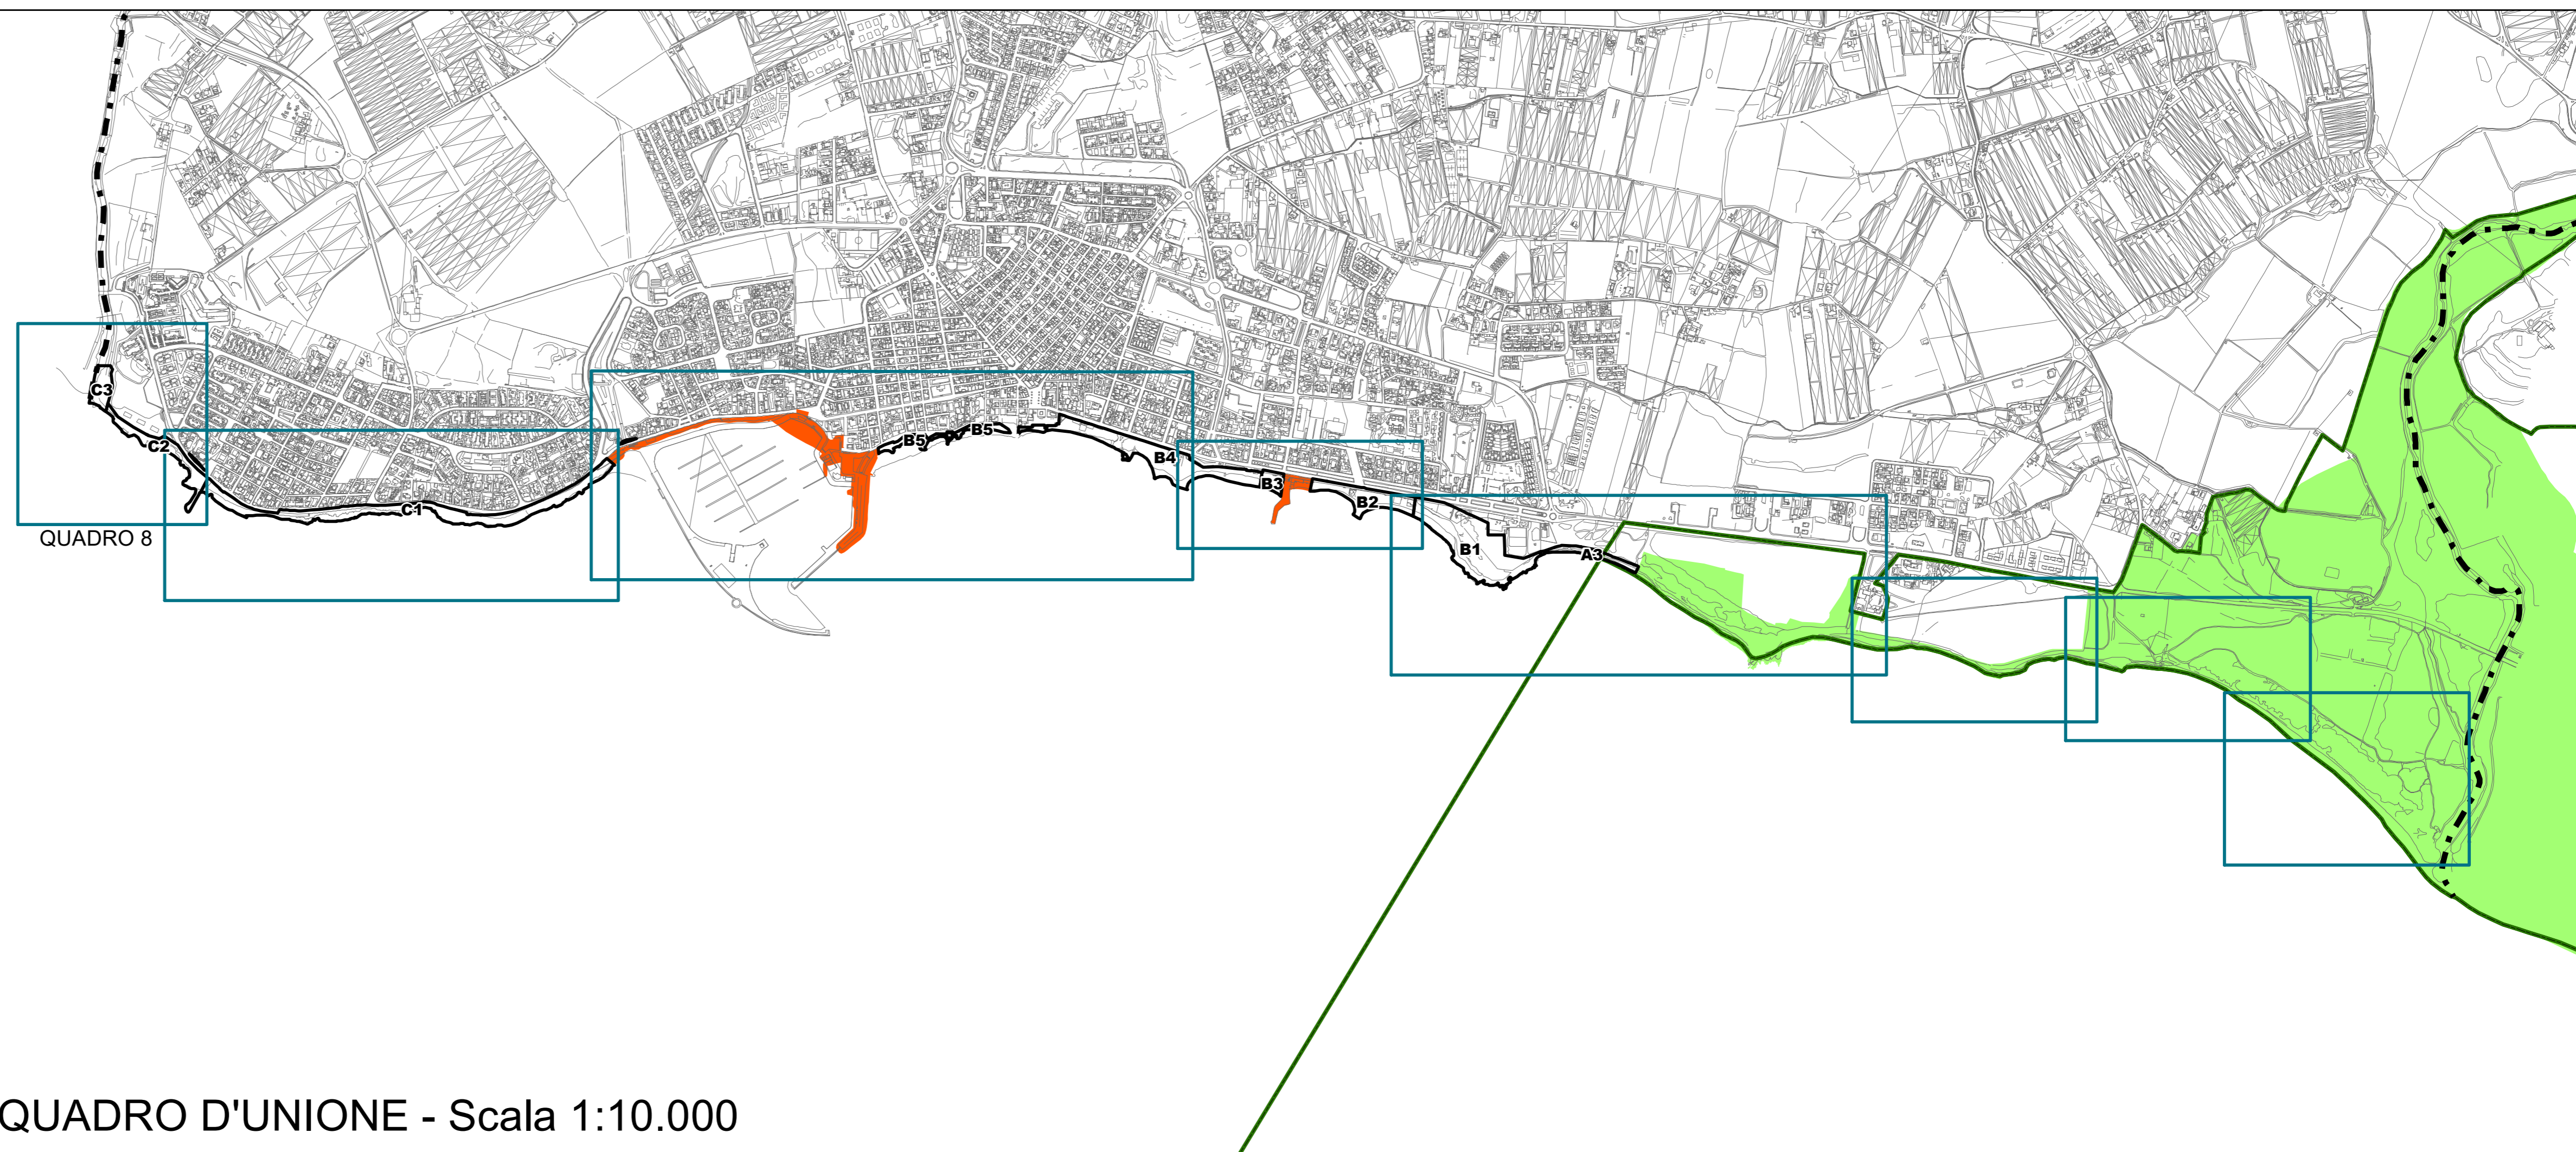 C3
C2
QUADRO 8
C1
B5
B5
B4
B3
B2
B1
A3
QUADRO D'UNIONE - Scala 1:10.000